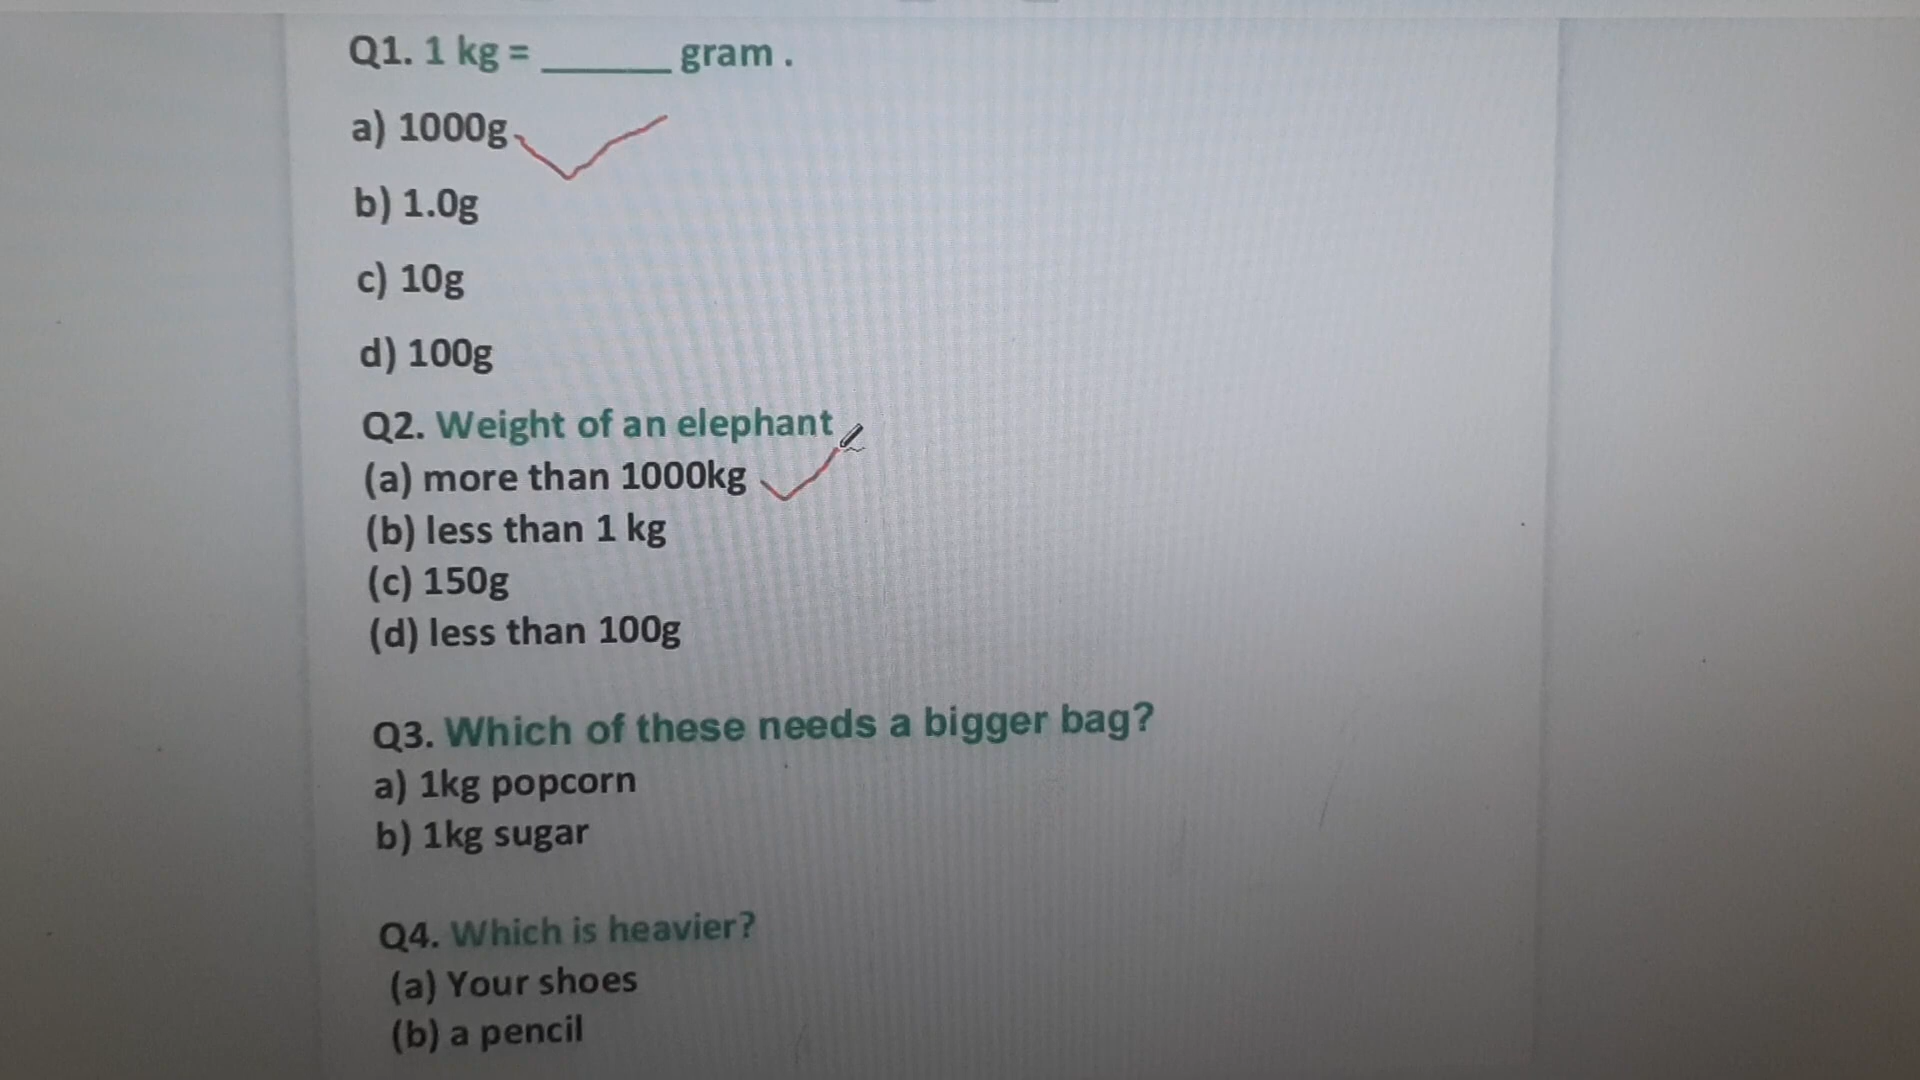 Q1. 1 kg = ______ gram .
a) 1000g
b) 1.0g
c) 10g
d) 100g
Q2. Weight of an elephant
(a) more than 1000kg
(b) less than 1 kg
(c) 150g
(d) less than 100g
Q3. Which of these needs a bigger bag?
a) 1kg popcorn
b) 1kg sugar
Q4. Which is heavier?
(a) Your shoes
(b) a pencil